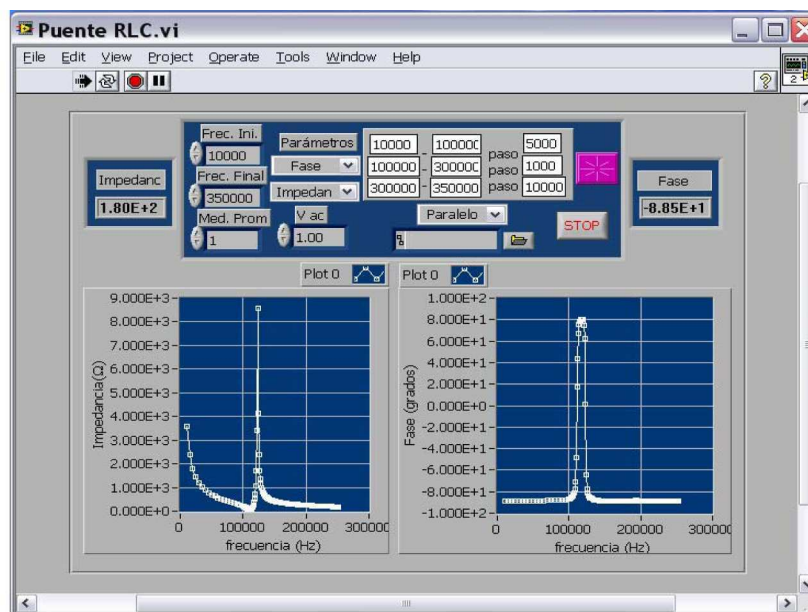 Puente RLC.vi
File Edit View Project Operate Tools Window Help
2
Frec. Ini.
10000
Frec. Final
350000
Med. Prom
1
Parámetros
Fase
Impedan
V ac
1.00
10000 - 100000 paso 5000
100000 - 300000 paso 1000
300000 - 350000 paso 10000
Paralelo
STOP
Impedanc
1.80E+2
Fase
-8.85E+1
Plot 0
9.000E+3
8.000E+3
7.000E+3
6.000E+3
5.000E+3
4.000E+3
3.000E+3
2.000E+3
1.000E+3
0.000E+0
Impedancia(Ω)
0 100000 200000 300000
frecuencia (Hz)
Plot 0
1.000E+2
8.000E+1
6.000E+1
4.000E+1
2.000E+1
0.000E+0
-2.000E+1
-4.000E+1
-6.000E+1
-8.000E+1
-1.000E+2
Fase (grados)
0 100000 200000 300000
frecuencia (Hz)